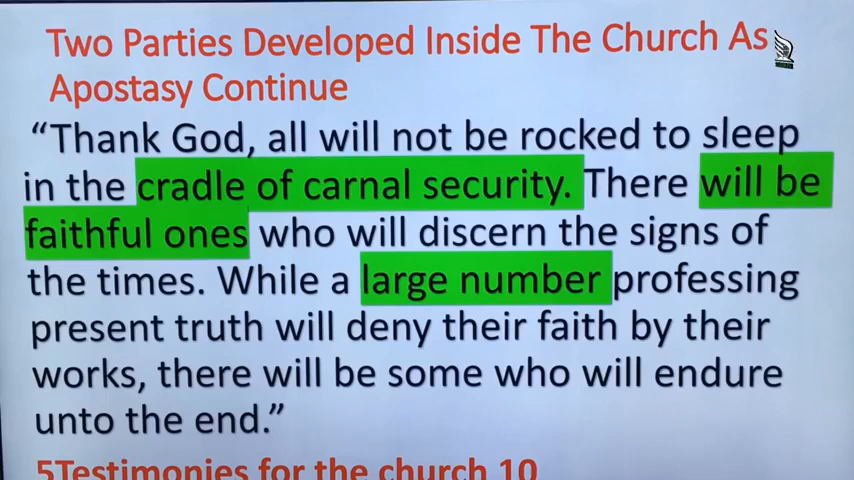 Two Parties Developed Inside The Church As
Apostasy Continue
“Thank God, all will not be rocked to sleep
in the cradle of carnal security. There will be
faithful ones who will discern the signs of
the times. While a large number professing
present truth will deny their faith by their
works, there will be some who will endure
unto the end.”
5Testimonies for the church 10